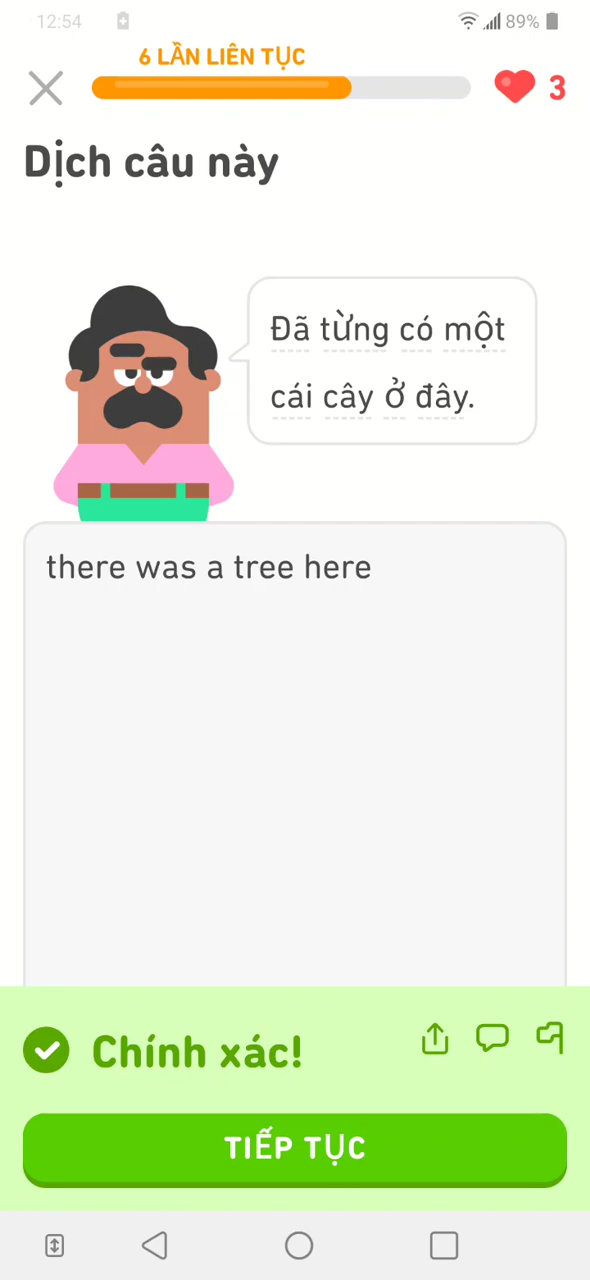 12:54
89%
6 LẦN LIÊN TỤC
3
Dịch câu này
Đã từng có một
cái cây ở đây.
there was a tree here
Chính xác!
TIẾP TỤC